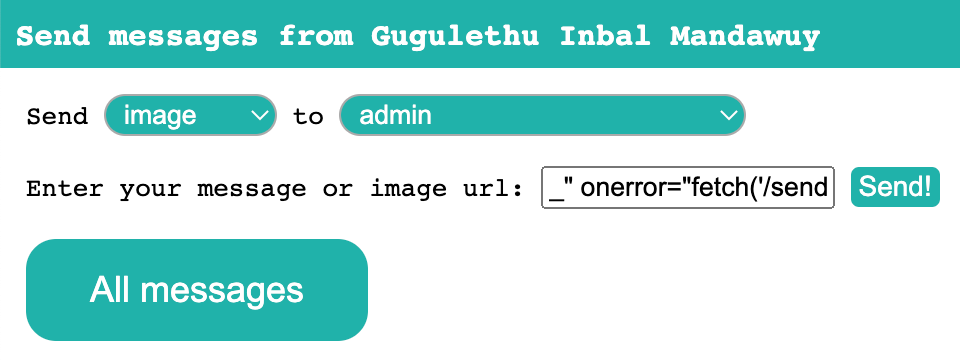 Send messages from Gugulethu Inbal Mandawuy
Send image to admin
Enter your message or image url: _" onerror="fetch('/send Send!
All messages